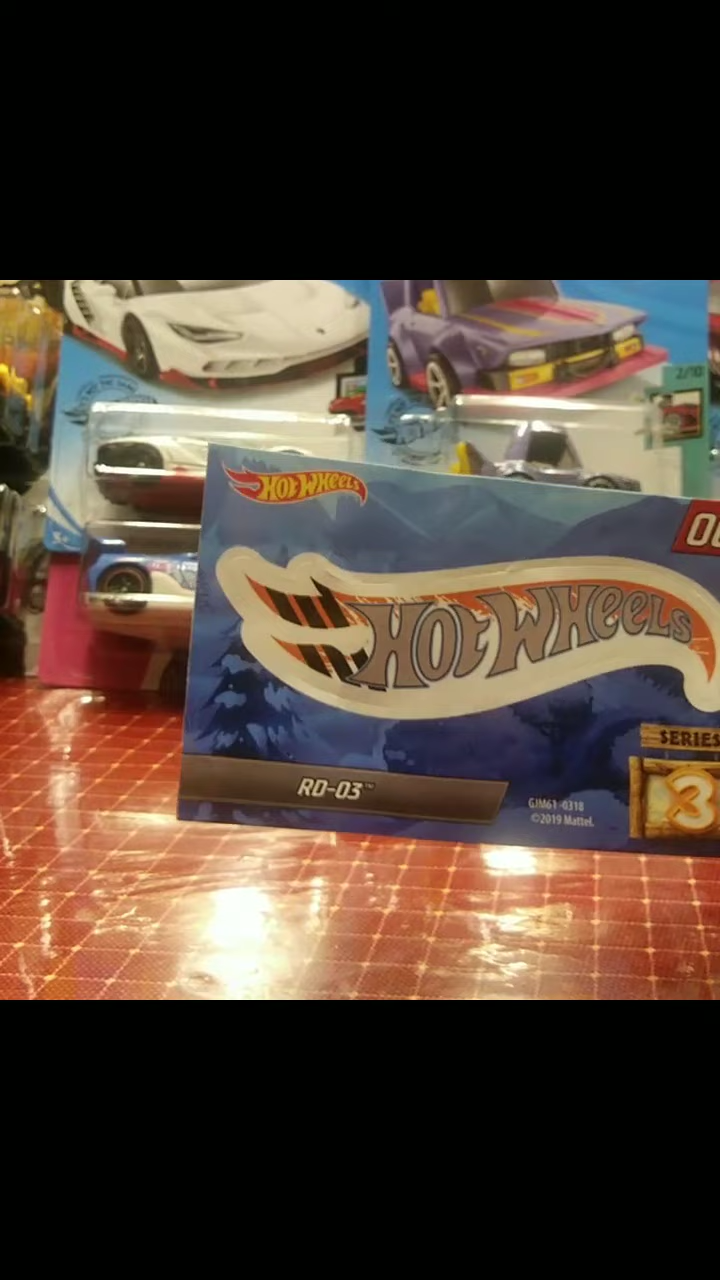 2/10
HOT WHEELS
HOT WHEELS
SERIES
3
RD-03™
GJM61-0318
©2019 Mattel.